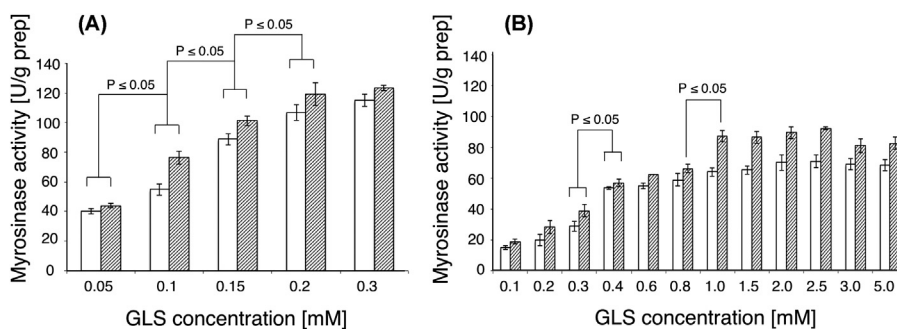 (A)
Myrosinase activity [U/g prep]
140
120
100
80
60
40
20
0
P ≤ 0.05
P ≤ 0.05
P ≤ 0.05
0.05 0.1 0.15 0.2 0.3
GLS concentration [mM]
(B)
Myrosinase activity [U/g prep]
140
120
100
80
60
40
20
0
P ≤ 0.05
P ≤ 0.05
0.1 0.2 0.3 0.4 0.6 0.8 1.0 1.5 2.0 2.5 3.0 5.0
GLS concentration [mM]